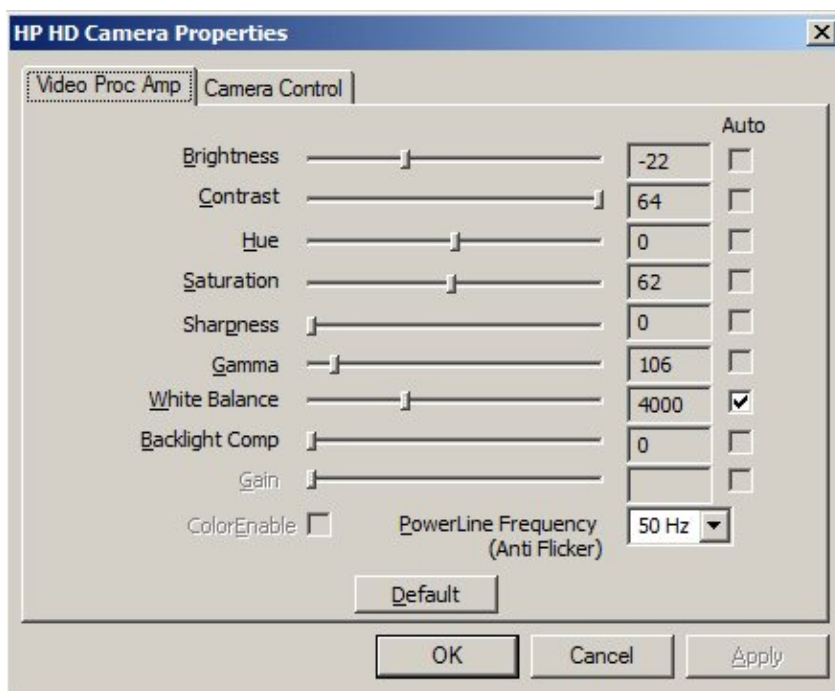 HP HD Camera Properties
Video Proc Amp Camera Control
Auto
Brightness -22
Contrast 64
Hue 0
Saturation 62
Sharpness 0
Gamma 106
White Balance 4000
Backlight Comp 0
Gain
ColorEnable PowerLine Frequency 50 Hz
(Anti Flicker)
Default
OK Cancel Apply